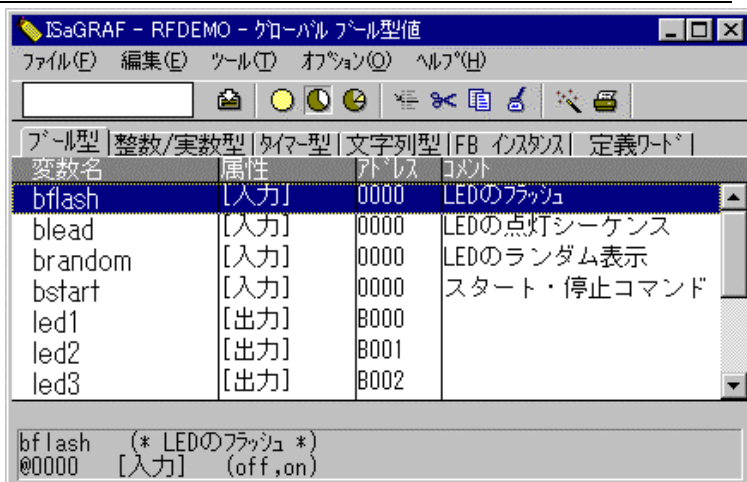 ISaGRAF - RFDEMO - ｸﾞﾛｰﾊﾞﾙ ﾌﾞｰﾙ型値
ﾌｧｲﾙ(F) 編集(E) ﾂｰﾙ(T) ｵﾌﾟｼｮﾝ(O) ﾍﾙﾌﾟ(H)
ﾌﾞｰﾙ型 整数/実数型 ﾀｲﾏｰ型 文字列型 FB ｲﾝｽﾀﾝｽ 定義ﾜｰﾄﾞ
変数名 属性 ｱﾄﾞﾚｽ ｺﾒﾝﾄ
bflash [入力] 0000 LEDのﾌﾗｯｼｭ
blead [入力] 0000 LEDの点灯シーケンス
brandom [入力] 0000 LEDのランダム表示
bstart [入力] 0000 スタート・停止コマンド
led1 [出力] B000
led2 [出力] B001
led3 [出力] B002
bflash (* LEDのﾌﾗｯｼｭ *)
@0000 [入力] (off,on)